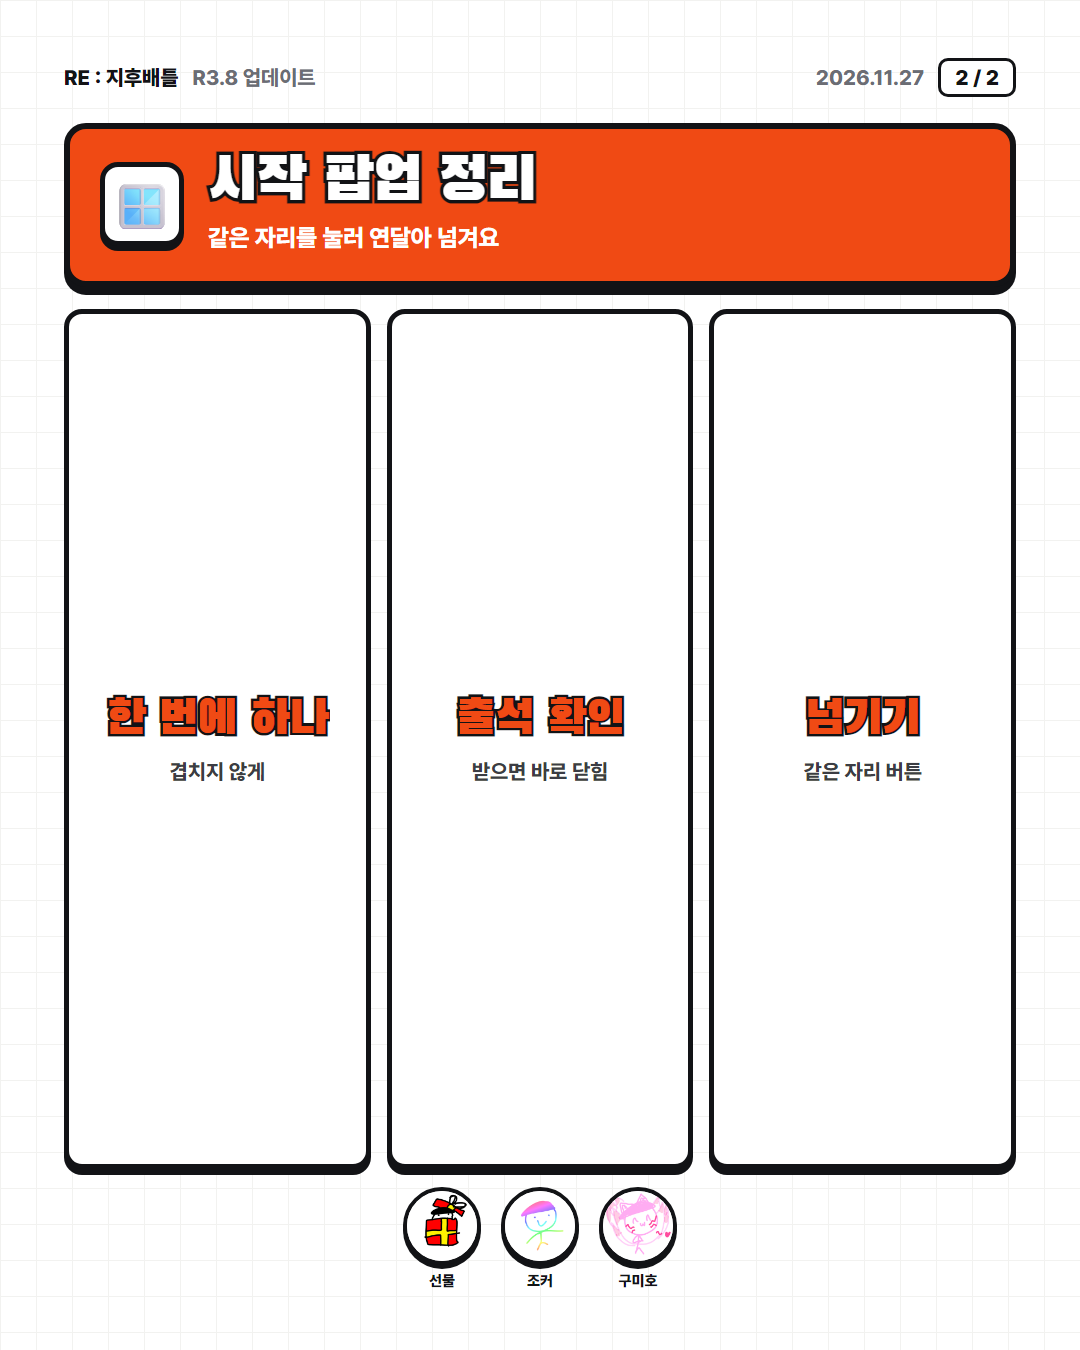 RE : 지후배틀 R3.8 업데이트
2026.11.27 2 / 2
시작 팝업 정리
같은 자리를 눌러 연달아 넘겨요
한 번에 하나
겹치지 않게
출석 확인
받으면 바로 닫힘
넘기기
같은 자리 버튼
선물
조커
구미호